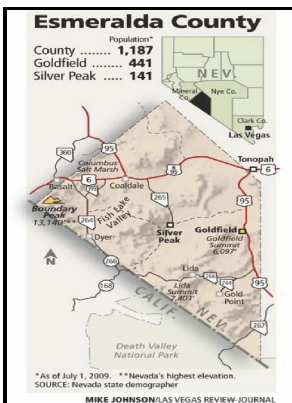 Esmeralda County
Population*
County ........ 1,187
Goldfield ........ 441
Silver Peak ..... 141
NEV.
Mineral Co.
Nye Co.
Clark Co.
Las Vegas
360
95
Columbus Salt Marsh
6
95
Tonopah
6
Basalt
6
Coaldale
95
Boundary Peak
13,140**
264
Fish Lake Valley
265
Silver Peak
Goldfield
Goldfield Summit
6,097'
Dyer
N
266
Lida
266
Lida Summit
7,403'
Gold Point
95
168
CALIF.
NEV.
267
Death Valley National Park
*As of July 1, 2009. **Nevada's highest elevation.
SOURCE: Nevada state demographer
MIKE JOHNSON/LAS VEGAS REVIEW-JOURNAL